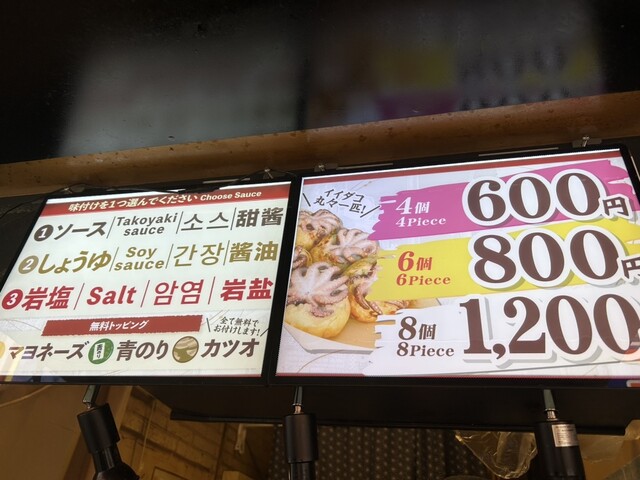 味付けを1つ選んでください Choose Sauce
1 ソース Takoyaki sauce 소스 甜酱
2 しょうゆ Soy sauce 간장 酱油
3 岩塩 Salt 암염 岩盐
無料トッピング
全て無料でお付けします!
マヨネーズ 青のり カツオ
イイダコ
丸々一匹!
4個 4Piece 600円
6個 6Piece 800円
8個 8Piece 1,200